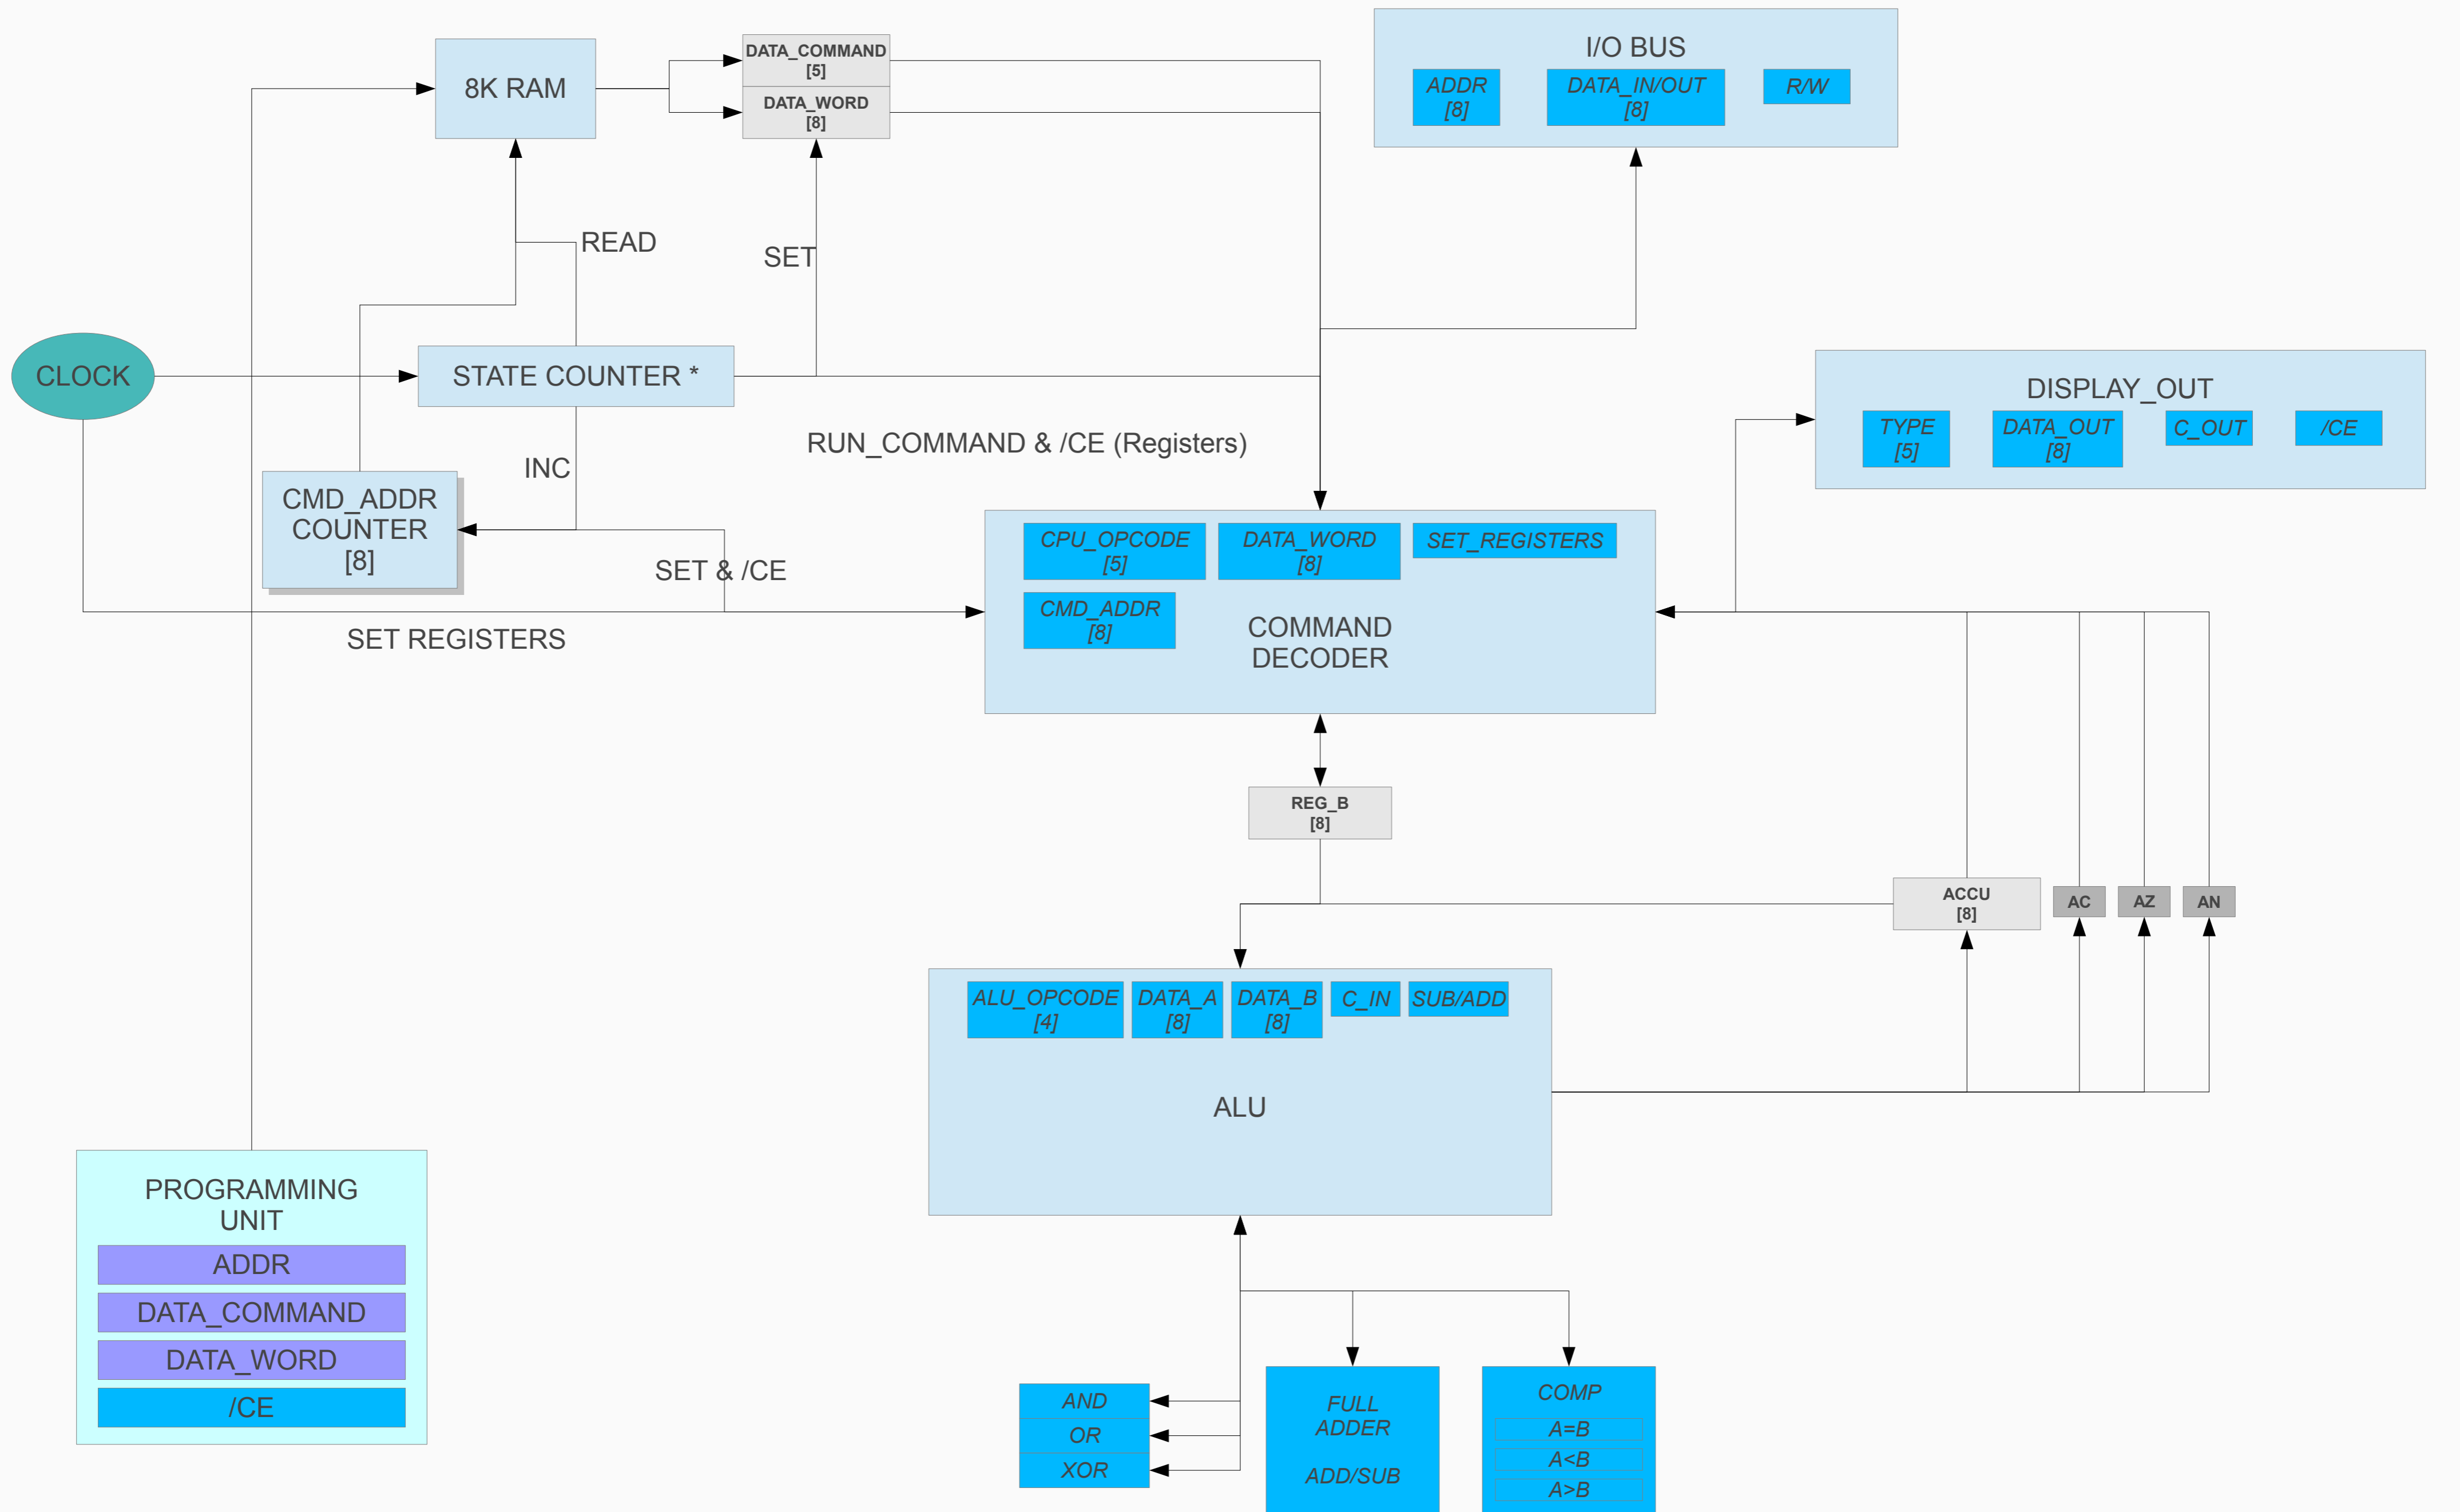 8K RAM
DATA_COMMAND
[5]
DATA_WORD
[8]
I/O BUS
ADDR
[8]
DATA_IN/OUT
[8]
R/W
READ
SET
CLOCK
STATE COUNTER *
DISPLAY_OUT
TYPE
[5]
DATA_OUT
[8]
C_OUT
/CE
RUN_COMMAND & /CE (Registers)
INC
CMD_ADDR
COUNTER
[8]
SET & /CE
SET REGISTERS
CPU_OPCODE
[5]
DATA_WORD
[8]
SET_REGISTERS
CMD_ADDR
[8]
COMMAND
DECODER
REG_B
[8]
ACCU
[8]
AC
AZ
AN
ALU_OPCODE
[4]
DATA_A
[8]
DATA_B
[8]
C_IN
SUB/ADD
ALU
PROGRAMMING
UNIT
ADDR
DATA_COMMAND
DATA_WORD
/CE
AND
OR
XOR
FULL
ADDER
ADD/SUB
COMP
A=B
A<B
A>B